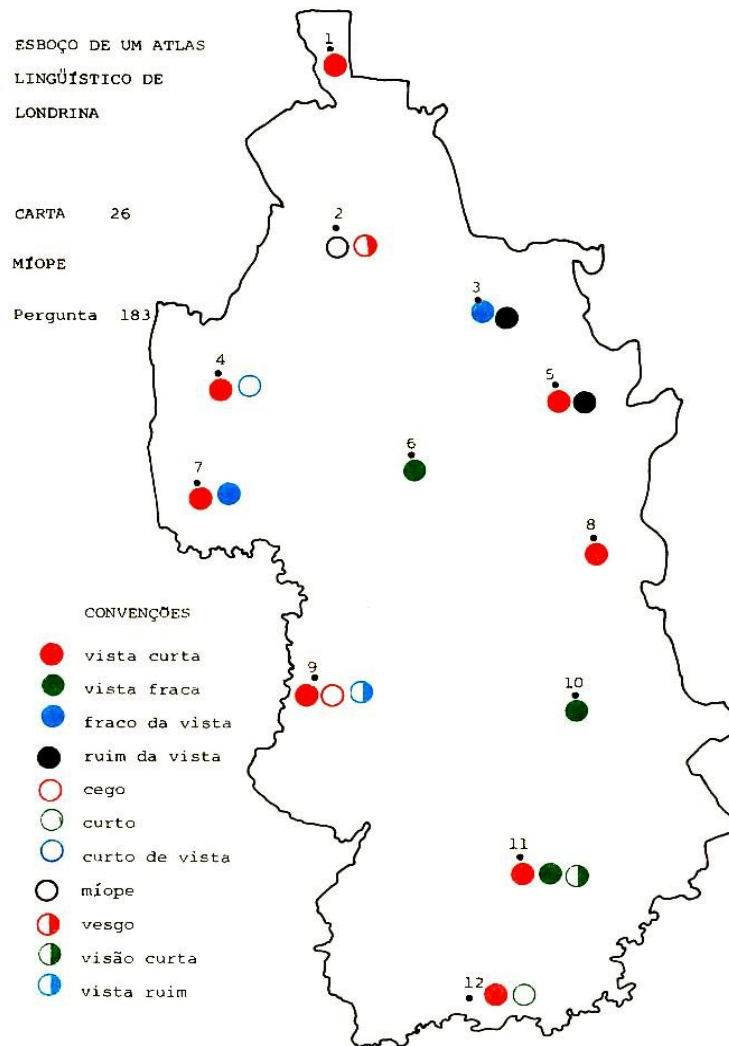 ESBOÇO DE UM ATLAS
LINGÜÍSTICO DE
LONDRINA
CARTA 26
MÍOPE
Pergunta 183
1
2
3
4
5
6
7
8
9
10
11
12
CONVENÇÕES
vista curta
vista fraca
fraco da vista
ruim da vista
cego
curto
curto de vista
míope
vesgo
visão curta
vista ruim